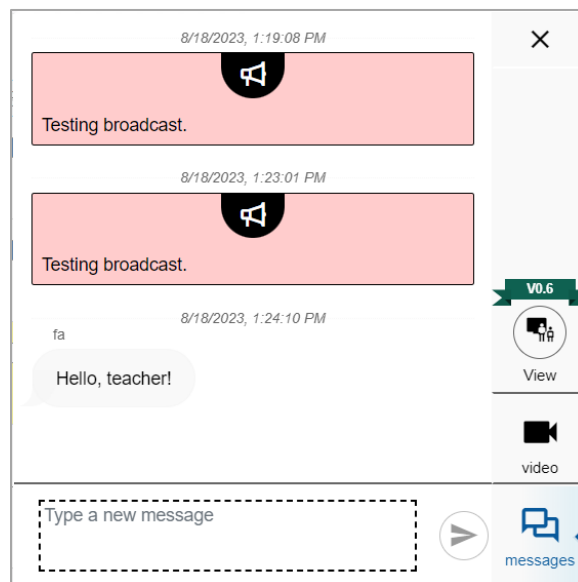 8/18/2023, 1:19:08 PM
Testing broadcast.
8/18/2023, 1:23:01 PM
Testing broadcast.
8/18/2023, 1:24:10 PM
fa
Hello, teacher!
Type a new message
V0.6
View
video
messages